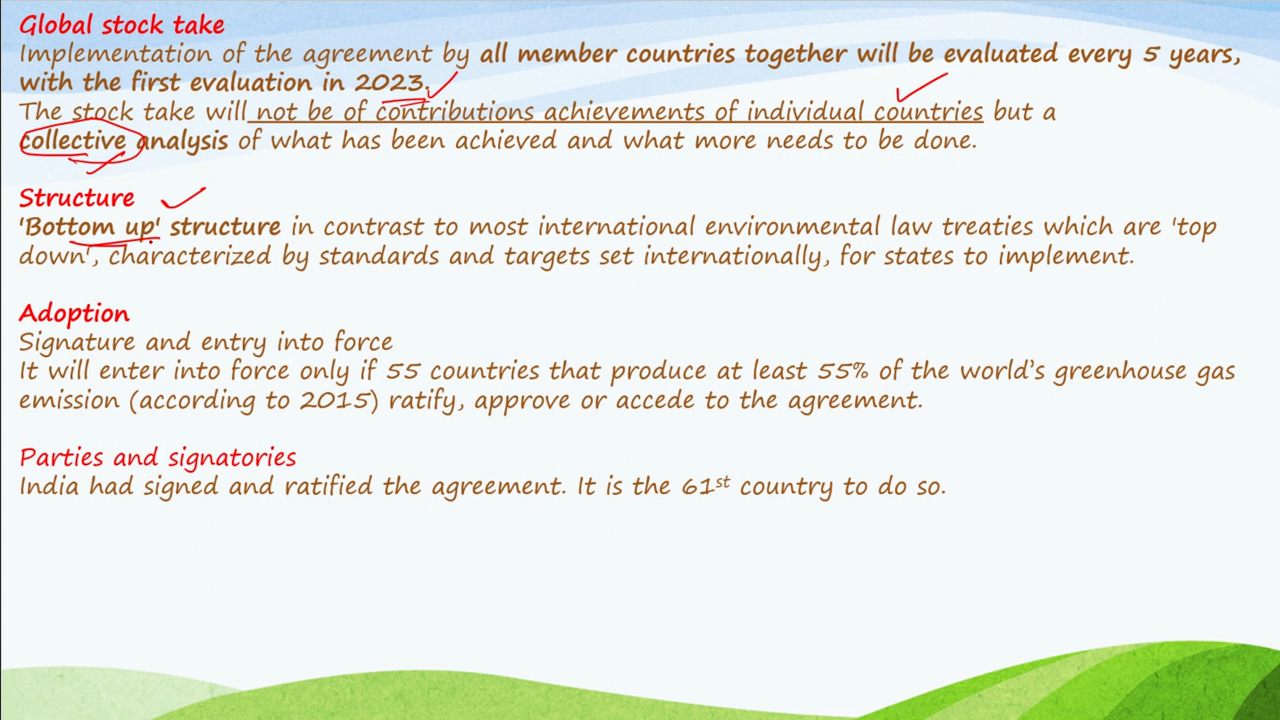 Global stock take
Implementation of the agreement by all member countries together will be evaluated every 5 years,
with the first evaluation in 2023.
The stock take will not be of contributions achievements of individual countries but a
collective analysis of what has been achieved and what more needs to be done.
Structure
'Bottom up' structure in contrast to most international environmental law treaties which are 'top
down', characterized by standards and targets set internationally, for states to implement.
Adoption
Signature and entry into force
It will enter into force only if 55 countries that produce at least 55% of the world's greenhouse gas
emission (according to 2015) ratify, approve or accede to the agreement.
Parties and signatories
India had signed and ratified the agreement. It is the 61st country to do so.